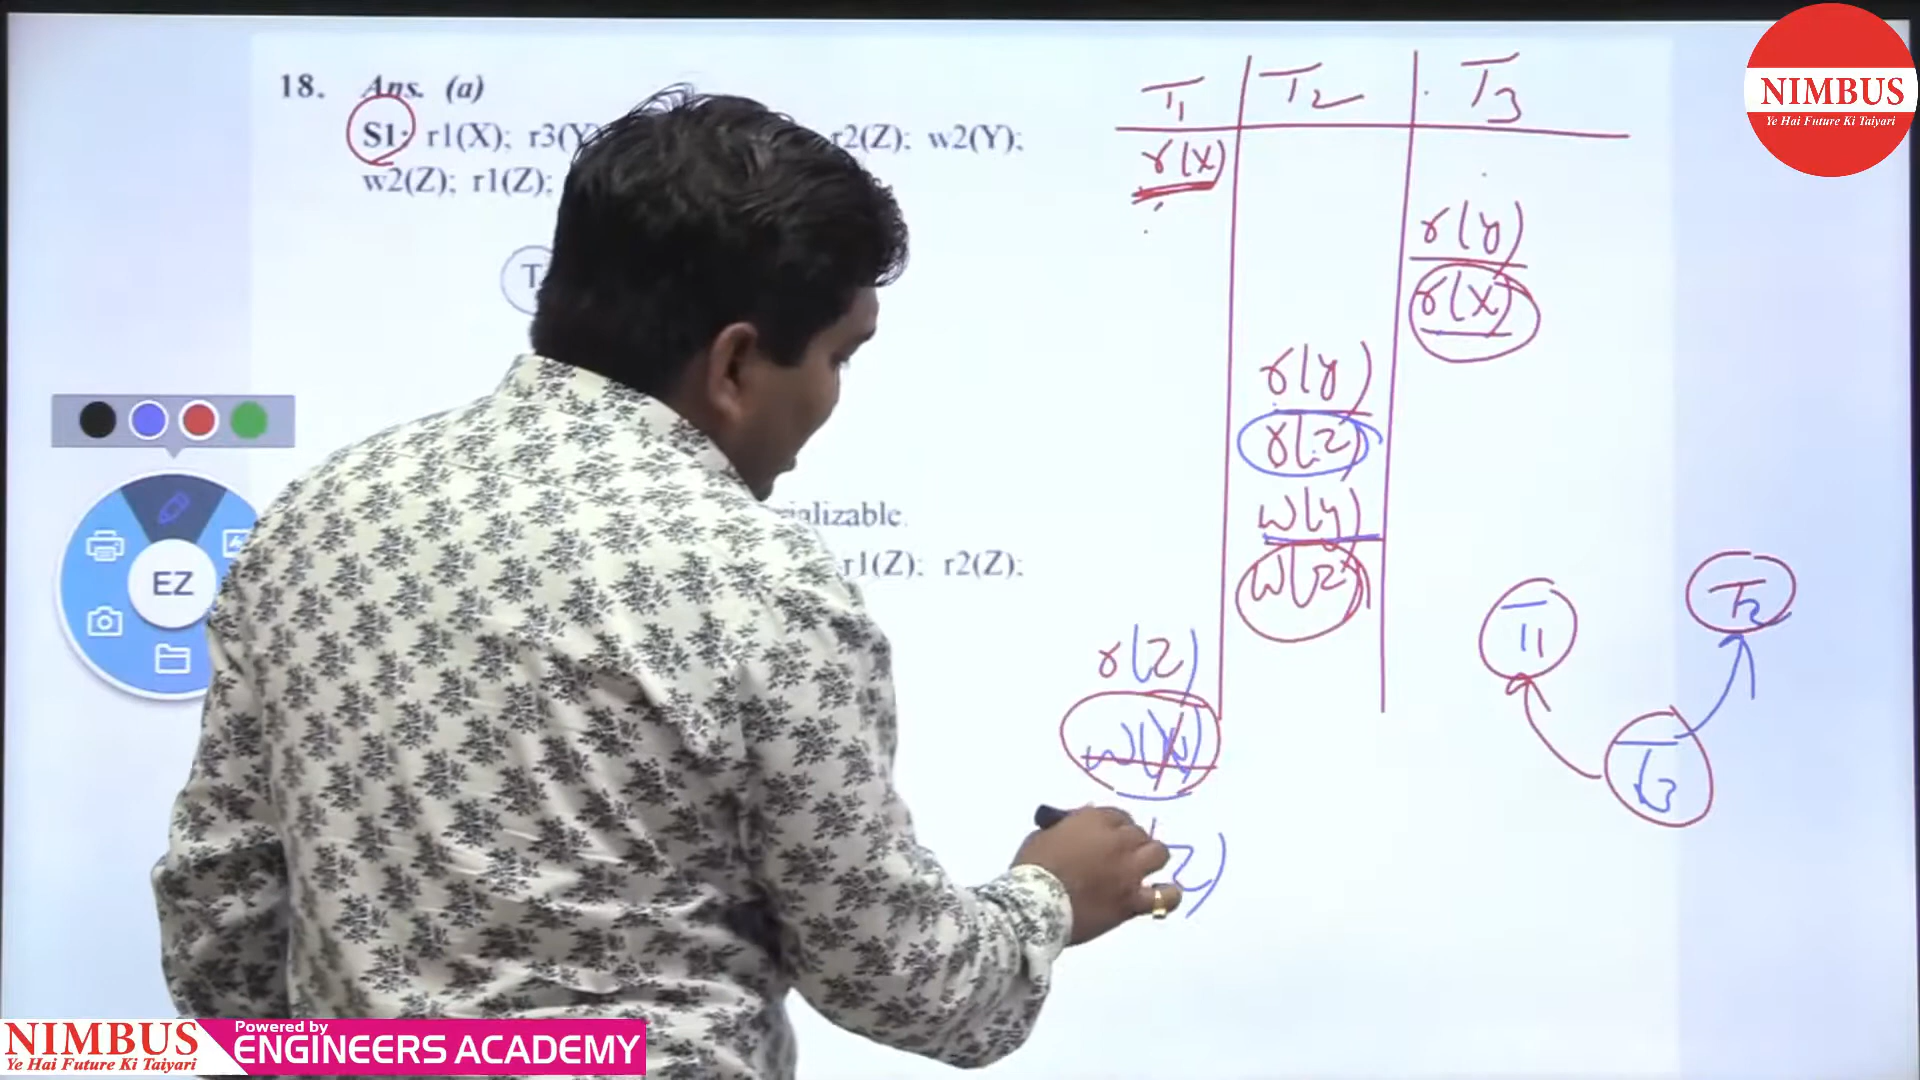 18. Ans. (a)
S1: r1(X); r3(Y r2(Z); w2(Y);
w2(Z); r1(Z);
T
ializable.
r1(Z); r2(Z);
T1 T2 T3
r(x)
r(y)
r(x)
r(y)
r(z)
w(y)
w(z)
r(z)
w(x)
z)
T1
T2
T3
EZ
NIMBUS
Ye Hai Future Ki Taiyari
NIMBUS
Ye Hai Future Ki Taiyari
Powered by
ENGINEERS ACADEMY